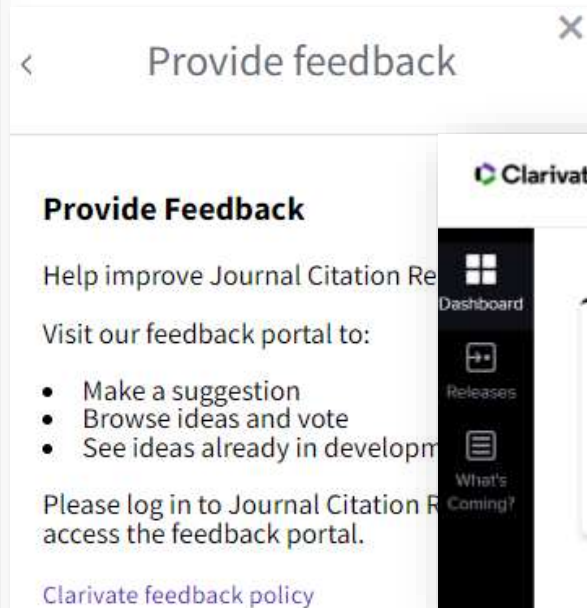 Provide feedback
Provide Feedback
Help improve Journal Citation Re
Visit our feedback portal to:
• Make a suggestion
• Browse ideas and vote
• See ideas already in developm
Please log in to Journal Citation R
access the feedback portal.
Clarivate feedback policy
Clarivat
Dashboard
Releases
What's
Coming?